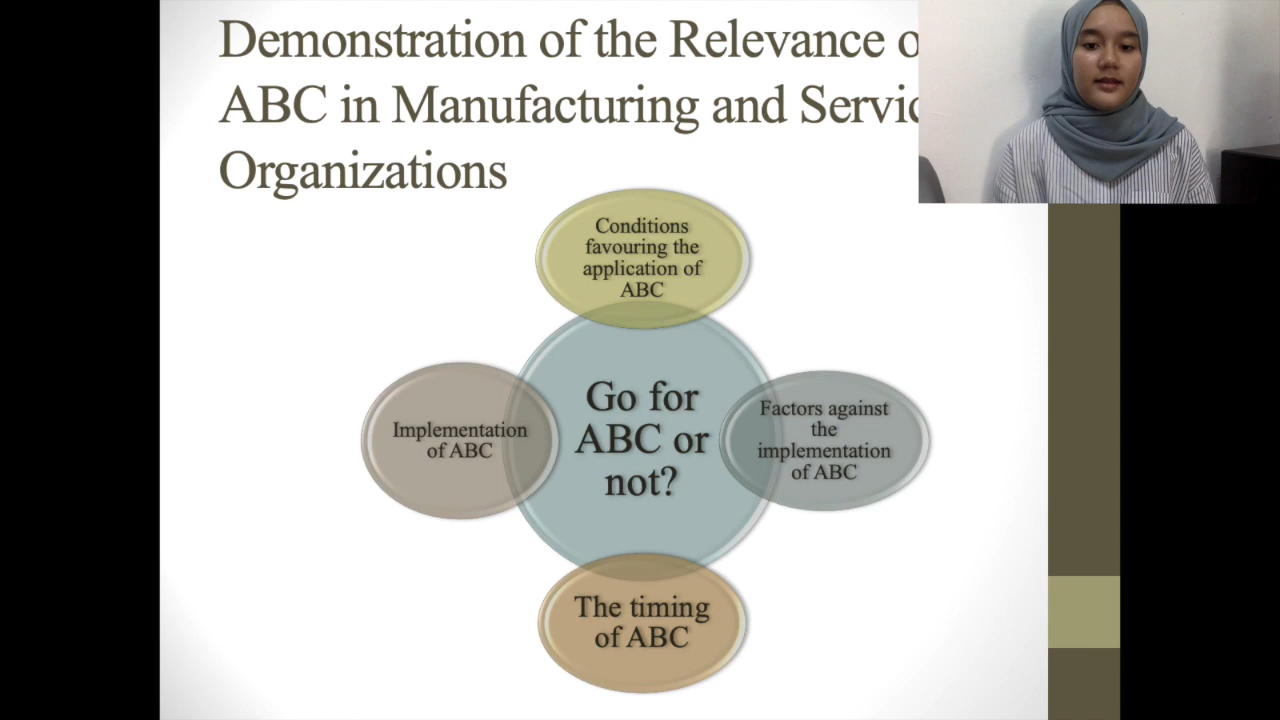 Demonstration of the Relevance o
ABC in Manufacturing and Servic
Organizations
Conditions
favouring the
application of
ABC
Implementation
of ABC
Go for
ABC or
not?
Factors against
the
implementation
of ABC
The timing
of ABC